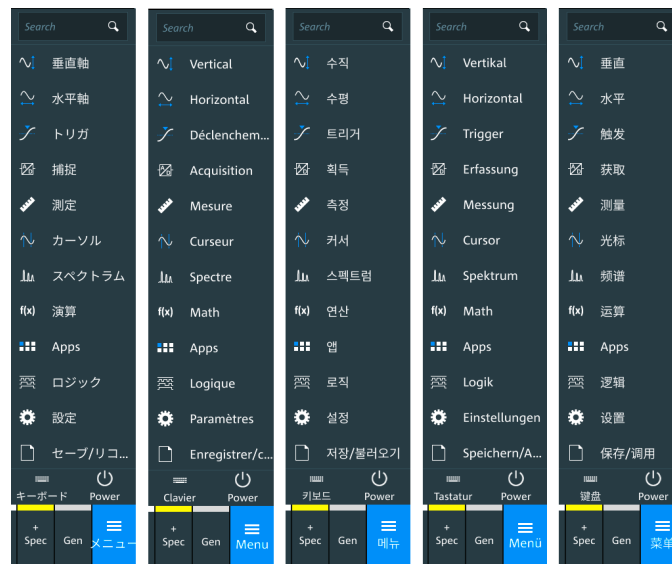 Search
垂直軸
水平軸
トリガ
捕捉
測定
カーソル
スペクトラム
f(x) 演算
Apps
ロジック
設定
セーブ/リコ...
キーボード Power
+
Spec Gen メニュー
Search
Vertical
Horizontal
Déclenchem...
Acquisition
Mesure
Curseur
Spectre
f(x) Math
Apps
Logique
Paramètres
Enregistrer/c...
Clavier Power
+
Spec Gen Menu
Search
수직
수평
트리거
획득
측정
커서
스펙트럼
f(x) 연산
앱
로직
설정
저장/불러오기
키보드 Power
+
Spec Gen 메뉴
Search
Vertikal
Horizontal
Trigger
Erfassung
Messung
Cursor
Spektrum
f(x) Math
Apps
Logik
Einstellungen
Speichern/A...
Tastatur Power
+
Spec Gen Menü
Search
垂直
水平
触发
获取
测量
光标
频谱
f(x) 运算
Apps
逻辑
设置
保存/调用
键盘 Power
+
Spec Gen 菜单